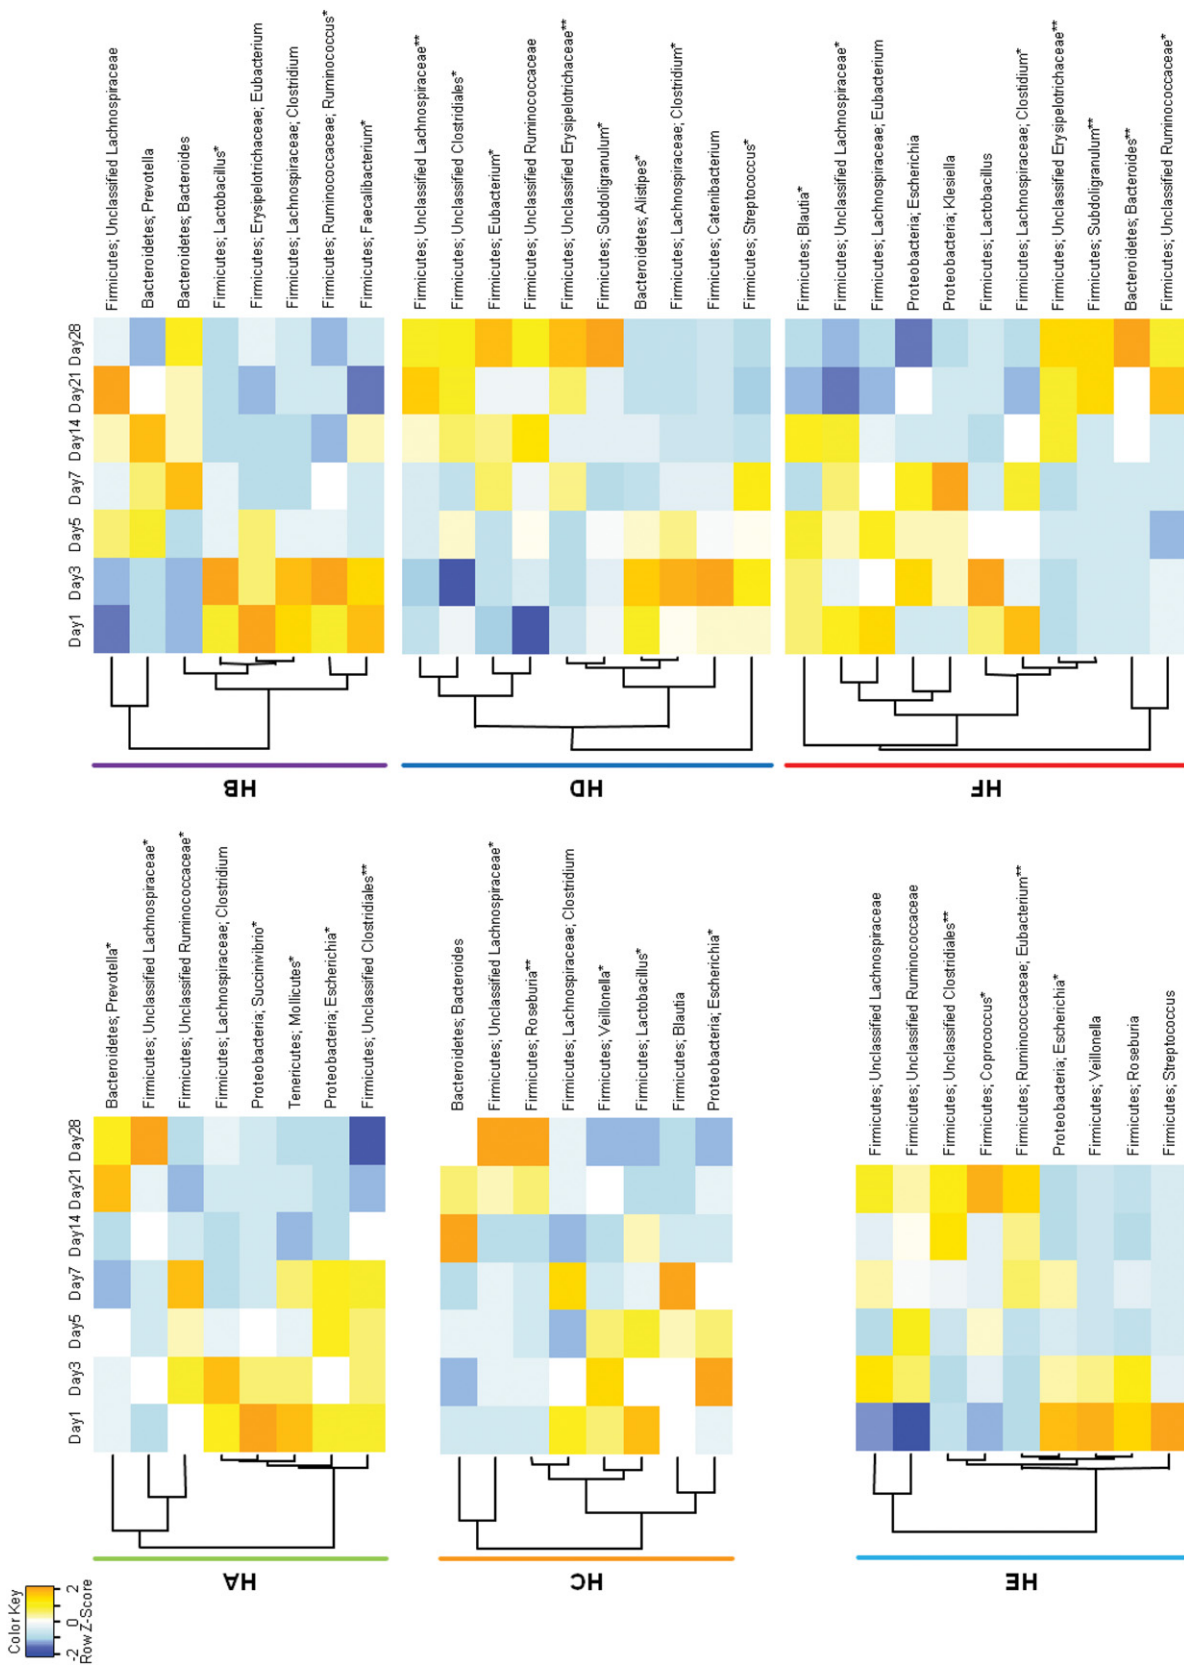 Color Key
-2 0 2
Row Z-Score
HA
Day1 Day3 Day5 Day7 Day14 Day21 Day28
Bacteroidetes; Prevotella*
Firmicutes; Unclassified Lachnospiraceae*
Firmicutes; Unclassified Ruminococcaceae*
Firmicutes; Lachnospiraceae; Clostridium
Proteobacteria; Succinivibrio*
Tenericutes; Mollicutes*
Proteobacteria; Escherichia*
Firmicutes; Unclassified Clostridiales**
HB
Day1 Day3 Day5 Day7 Day14 Day21 Day28
Firmicutes; Unclassified Lachnospiraceae
Bacteroidetes; Prevotella
Bacteroidetes; Bacteroides
Firmicutes; Lactobacillus*
Firmicutes; Erysipelotrichaceae; Eubacterium
Firmicutes; Lachnospiraceae; Clostridium
Firmicutes; Ruminococcaceae; Ruminococcus*
Firmicutes; Faecalilbacterium*
HC
Bacteroidetes; Bacteroides
Firmicutes; Unclassified Lachnospiraceae*
Firmicutes; Roseburia**
Firmicutes; Lachnospiraceae; Clostridium
Firmicutes; Veillonella*
Firmicutes; Lactobacillus*
Firmicutes; Blautia
Proteobacteria; Escherichia*
HD
Firmicutes; Unclassified Lachnospiraceae**
Firmicutes; Unclassified Clostridiales*
Firmicutes; Eubacterium*
Firmicutes; Unclassified Ruminococcaceae
Firmicutes; Unclassified Erysipelotrichaceae**
Firmicutes; Subdoligranulum*
Bacteroidetes; Alistipes*
Firmicutes; Lachnospiraceae; Clostridium*
Firmicutes; Catenibacterium
Firmicutes; Streptococcus*
HE
Firmicutes; Unclassified Lachnospiraceae
Firmicutes; Unclassified Ruminococcaceae
Firmicutes; Unclassified Clostridiales**
Firmicutes; Coprococcus*
Firmicutes; Ruminococcaceae; Eubacterium**
Proteobacteria; Escherichia*
Firmicutes; Veillonella
Firmicutes; Roseburia
Firmicutes; Streptococcus
HF
Firmicutes; Blautia*
Firmicutes; Unclassified Lachnospiraceae*
Firmicutes; Lachnospiraceae; Eubacterium
Proteobacteria; Escherichia
Proteobacteria; Klesiella
Firmicutes; Lactobacillus
Firmicutes; Lachnospiraceae; Clostidium*
Firmicutes; Unclassified Erysipelotrichaceae**
Firmicutes; Subdoligranulum**
Bacteroidetes; Bacteroides**
Firmicutes; Unclassified Ruminococcaceae*